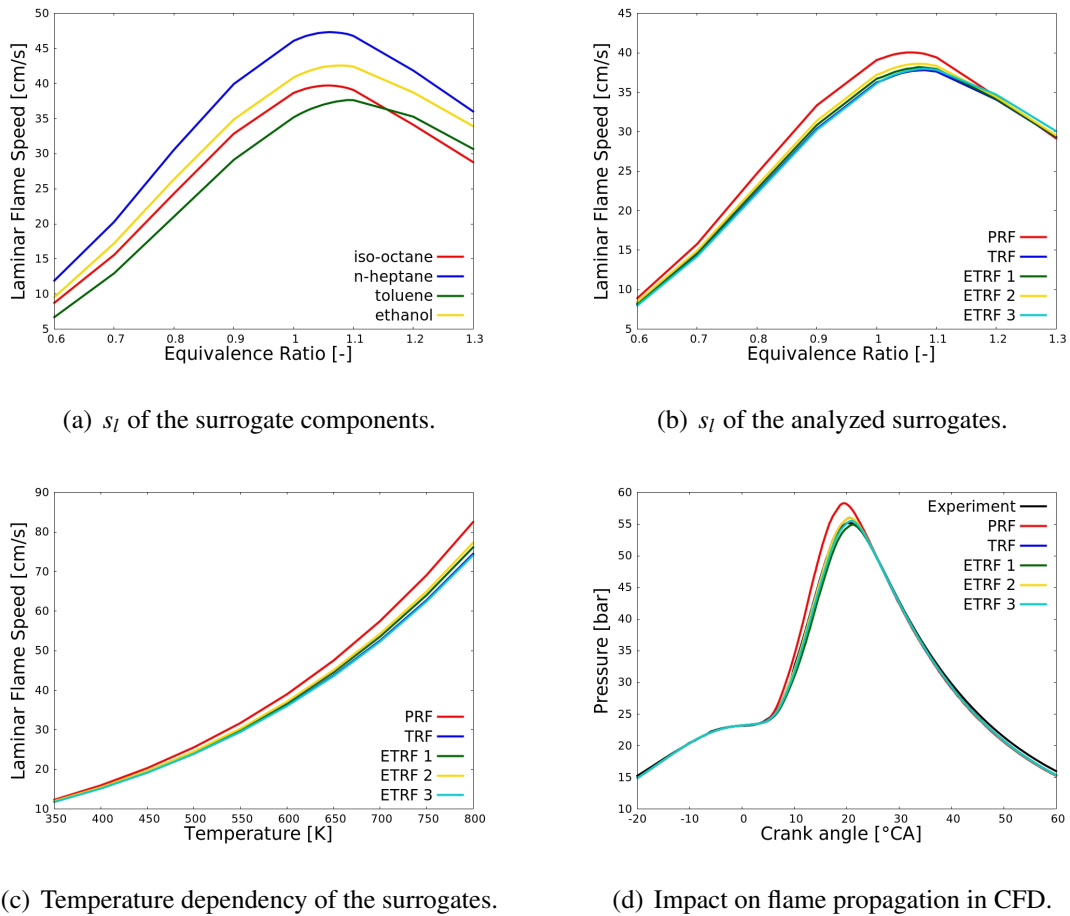 Laminar Flame Speed [cm/s]
50
45
40
35
30
25
20
15
10
5
iso-octane
n-heptane
toluene
ethanol
0.6 0.7 0.8 0.9 1 1.1 1.2 1.3
Equivalence Ratio [-]
(a) sl of the surrogate components.
Laminar Flame Speed [cm/s]
45
40
35
30
25
20
15
10
5
PRF
TRF
ETRF 1
ETRF 2
ETRF 3
0.6 0.7 0.8 0.9 1 1.1 1.2 1.3
Equivalence Ratio [-]
(b) sl of the analyzed surrogates.
Laminar Flame Speed [cm/s]
90
80
70
60
50
40
30
20
10
PRF
TRF
ETRF 1
ETRF 2
ETRF 3
350 400 450 500 550 600 650 700 750 800
Temperature [K]
(c) Temperature dependency of the surrogates.
Pressure [bar]
60
55
50
45
40
35
30
25
20
15
10
Experiment
PRF
TRF
ETRF 1
ETRF 2
ETRF 3
-20 -10 0 10 20 30 40 50 60
Crank angle [°CA]
(d) Impact on flame propagation in CFD.